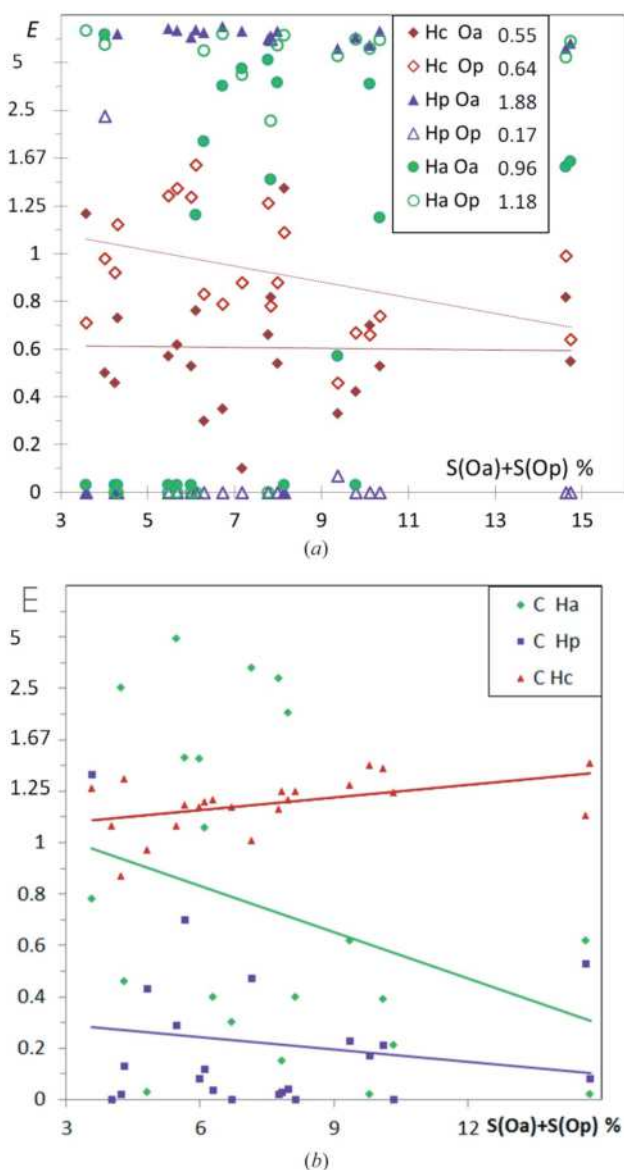 E
5
2.5
1.67
1.25
1
0.8
0.6
0.4
0.2
0
Hc Oa 0.55
Hc Op 0.64
Hp Oa 1.88
Hp Op 0.17
Ha Oa 0.96
Ha Op 1.18
S(Oa)+S(Op) %
3 5 7 9 11 13 15
(a)
E
5
2.5
1.67
1.25
1
0.8
0.6
0.4
0.2
0
C Ha
C Hp
C Hc
3 6 9 12 S(Oa)+S(Op) %
(b)